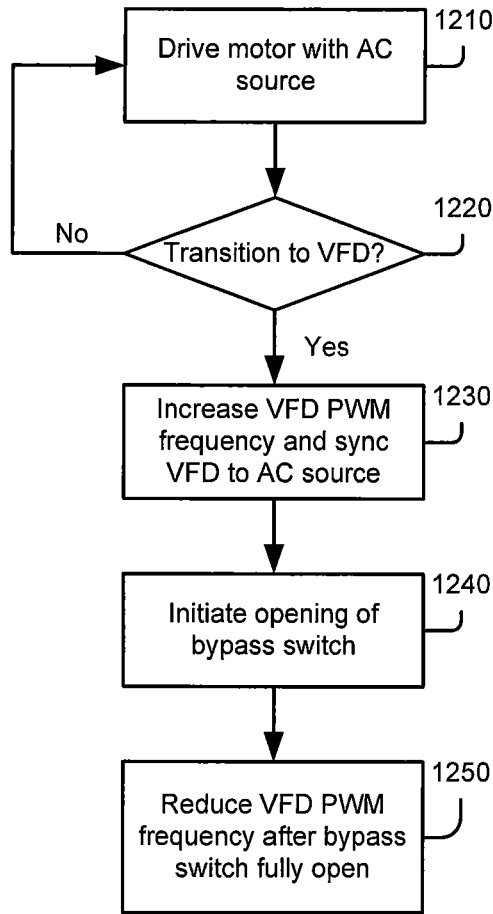 1210
Drive motor with AC
source
1220
Transition to VFD?
No
Yes
1230
Increase VFD PWM
frequency and sync
VFD to AC source
1240
Initiate opening of
bypass switch
1250
Reduce VFD PWM
frequency after bypass
switch fully open